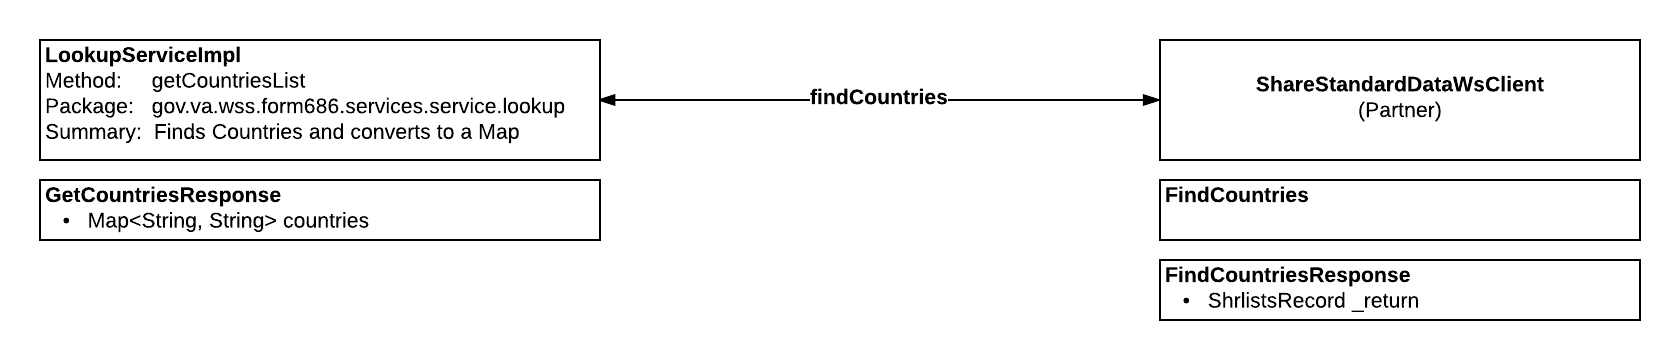 LookupServiceImpl
Method: getCountriesList
Package: gov.va.wss.form686.services.service.lookup
Summary: Finds Countries and converts to a Map
findCountries
ShareStandardDataWsClient
(Partner)
GetCountriesResponse
• Map<String, String> countries
FindCountries
FindCountriesResponse
• ShrlistsRecord _return